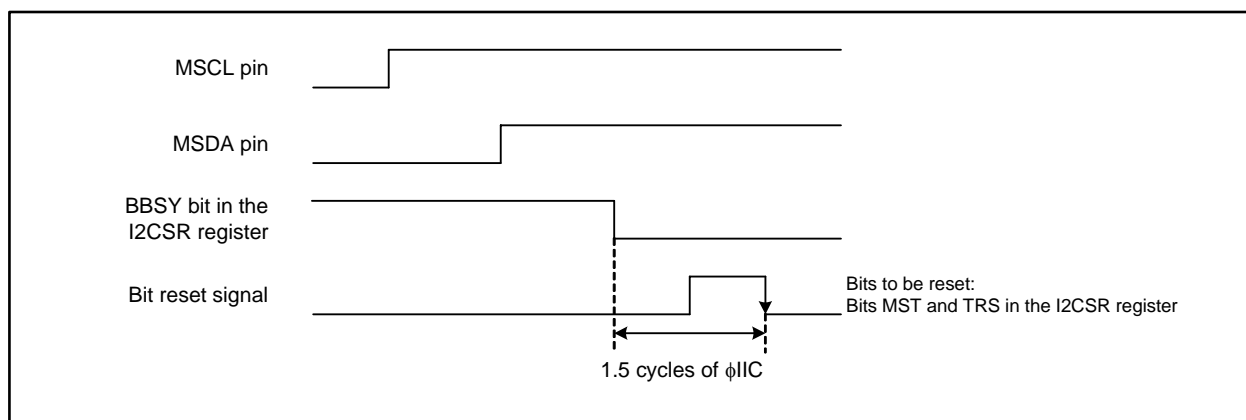 MSCL pin
MSDA pin
BBSY bit in the
I2CSR register
Bit reset signal
Bits to be reset:
Bits MST and TRS in the I2CSR register
1.5 cycles of ϕIIC